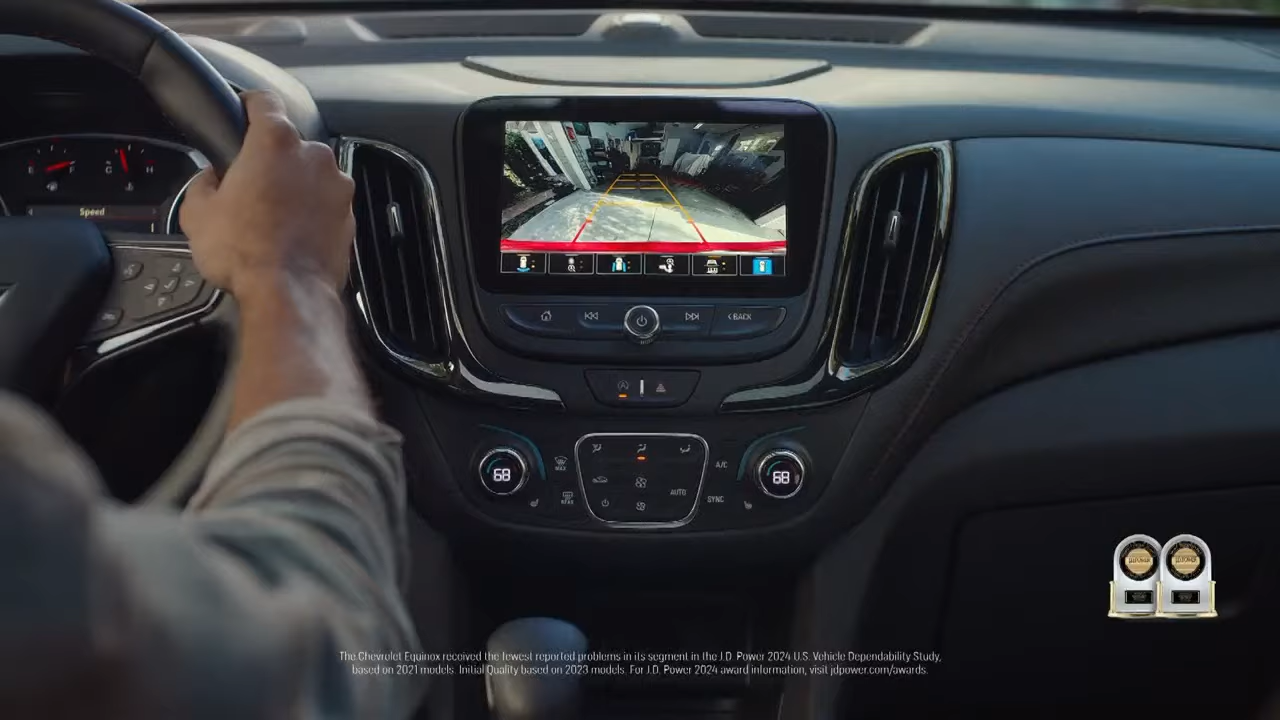 E F C H
Speed
< BACK
MAX
68
A/C
68
REAR
AUTO
SYNC
The Chevrolet Equinox received the fewest reported problems in its segment in the J.D. Power 2024 U.S. Vehicle Dependability Study,
based on 2021 models. Initial Quality based on 2023 models. For J.D. Power 2024 award information, visit jdpower.com/awards.